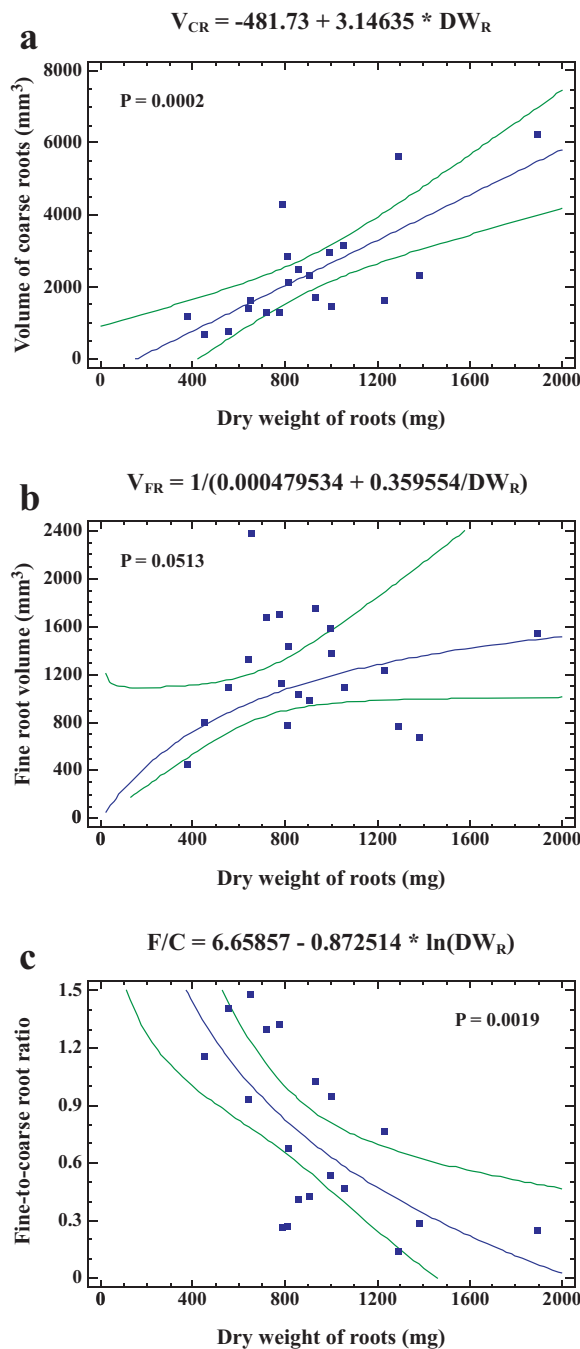 a
V_CR = -481.73 + 3.14635 * DW_R
8000
6000
4000
2000
0
P = 0.0002
Volume of coarse roots (mm³)
0 400 800 1200 1600 2000
Dry weight of roots (mg)
b
V_FR = 1/(0.000479534 + 0.359554/DW_R)
2400
2000
1600
1200
800
400
0
P = 0.0513
Fine root volume (mm³)
0 400 800 1200 1600 2000
Dry weight of roots (mg)
c
F/C = 6.65857 - 0.872514 * ln(DW_R)
1.5
1.2
0.9
0.6
0.3
0
P = 0.0019
Fine-to-coarse root ratio
0 400 800 1200 1600 2000
Dry weight of roots (mg)